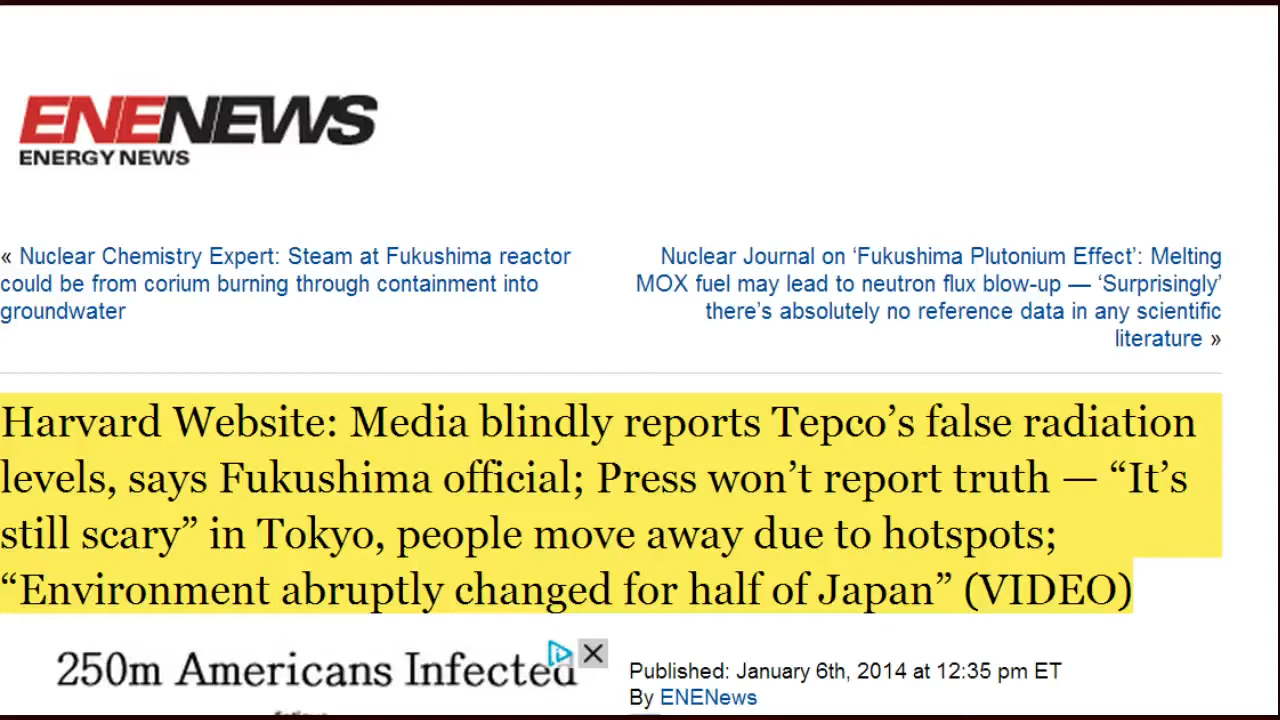 ENENEWS
ENERGY NEWS
« Nuclear Chemistry Expert: Steam at Fukushima reactor
could be from corium burning through containment into
groundwater
Nuclear Journal on ‘Fukushima Plutonium Effect’: Melting
MOX fuel may lead to neutron flux blow-up — ‘Surprisingly’
there’s absolutely no reference data in any scientific
literature »
Harvard Website: Media blindly reports Tepco’s false radiation
levels, says Fukushima official; Press won’t report truth — “It’s
still scary” in Tokyo, people move away due to hotspots;
“Environment abruptly changed for half of Japan” (VIDEO)
250m Americans Infected
Published: January 6th, 2014 at 12:35 pm ET
By ENENews